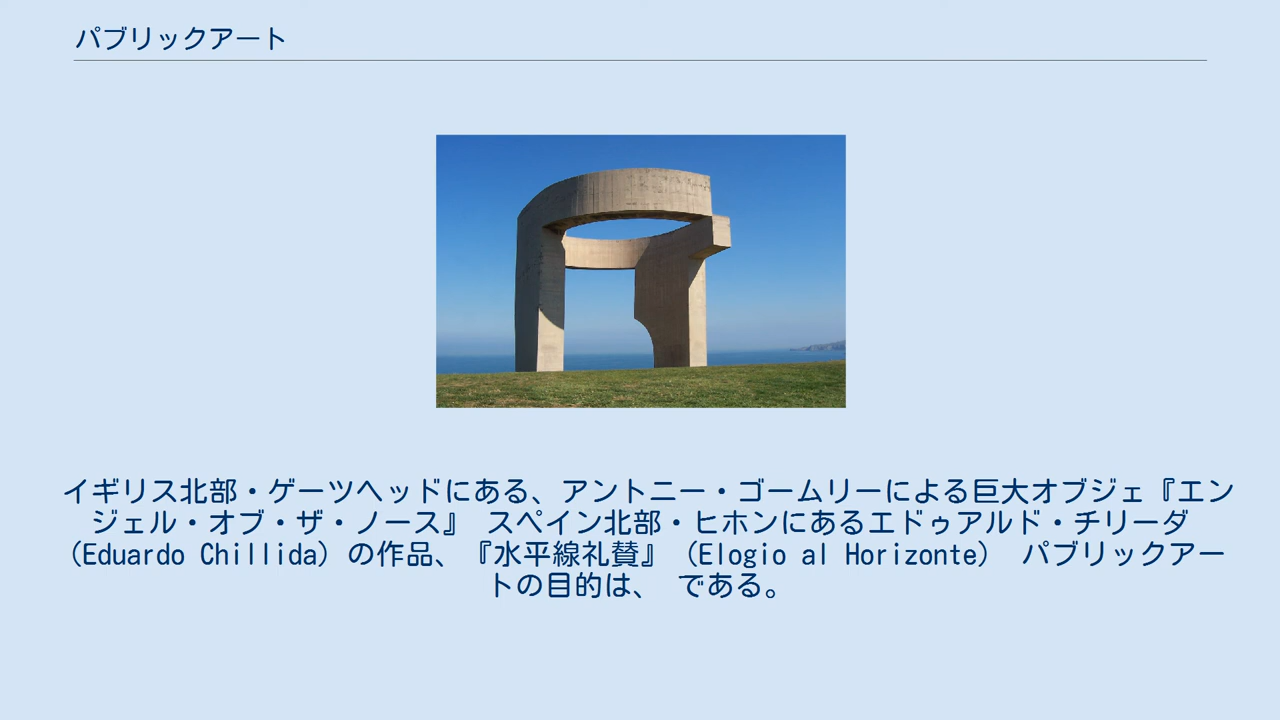 パブリックアート
イギリス北部・ゲーツヘッドにある、アントニー・ゴームリーによる巨大オブジェ『エン
ジェル・オブ・ザ・ノース』 スペイン北部・ヒホンにあるエドゥアルド・チリーダ
（Eduardo Chillida）の作品、『水平線礼賛』（Elogio al Horizonte） パブリックアー
トの目的は、 である。